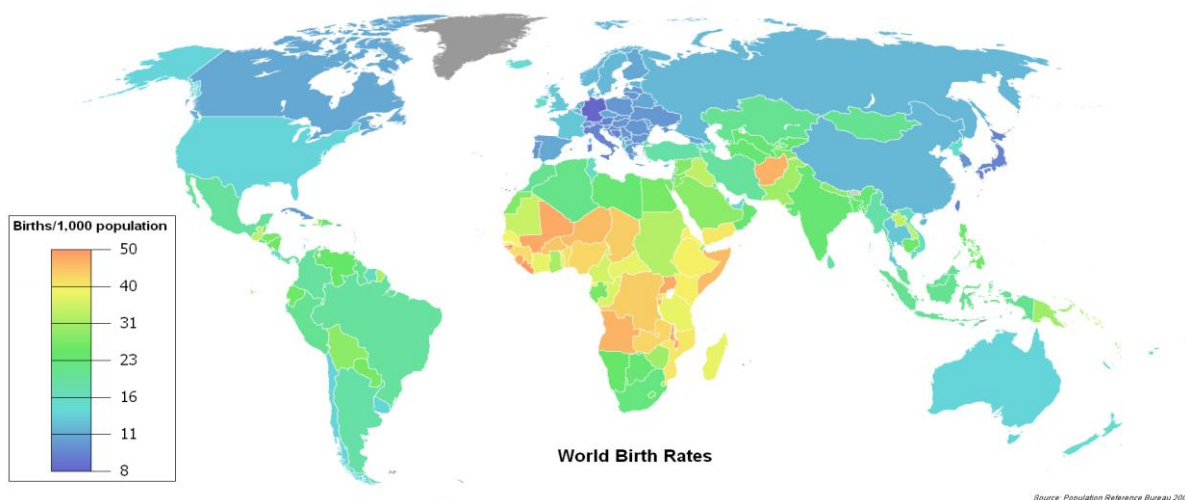 Births/1,000 population
50
40
31
23
16
11
8
World Birth Rates
Source: Population Reference Bureau